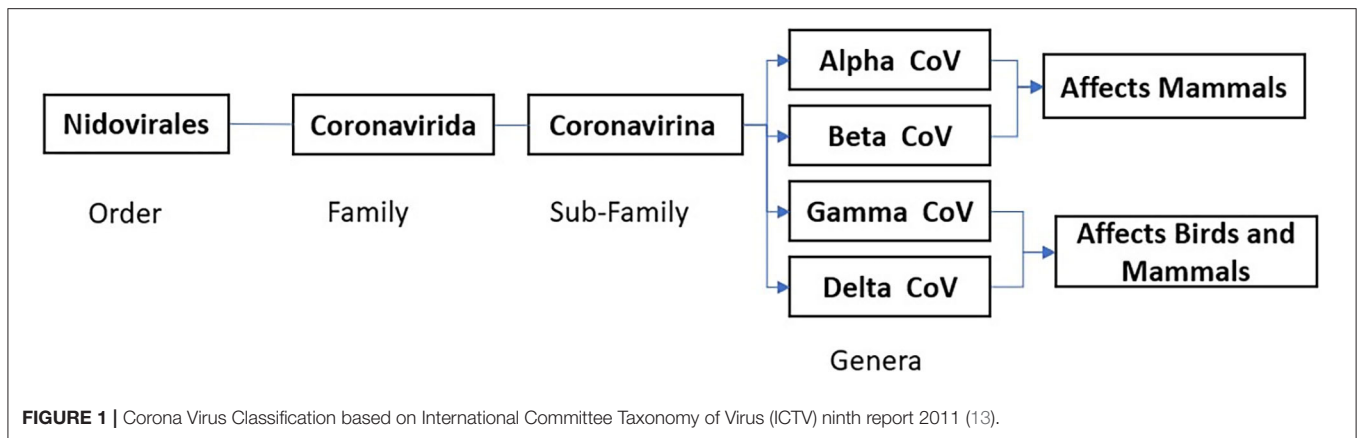 Nidovirales
Coronavirida
Coronavirina
Alpha CoV
Beta CoV
Gamma CoV
Delta CoV
Affects Mammals
Affects Birds and
Mammals
Order
Family
Sub-Family
Genera
FIGURE 1 | Corona Virus Classification based on International Committee Taxonomy of Virus (ICTV) ninth report 2011 (13).